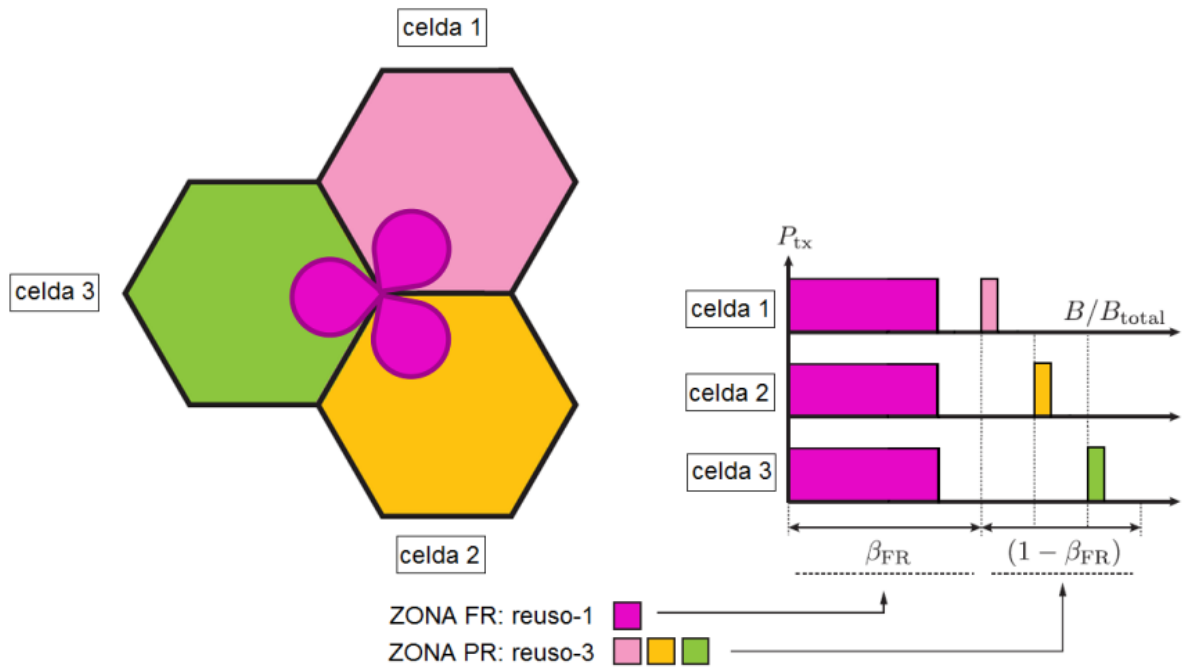 celda 1
celda 3
celda 2
P_tx
celda 1
B/B_total
celda 2
celda 3
β_FR
(1 − β_FR)
ZONA FR: reuso-1
ZONA PR: reuso-3